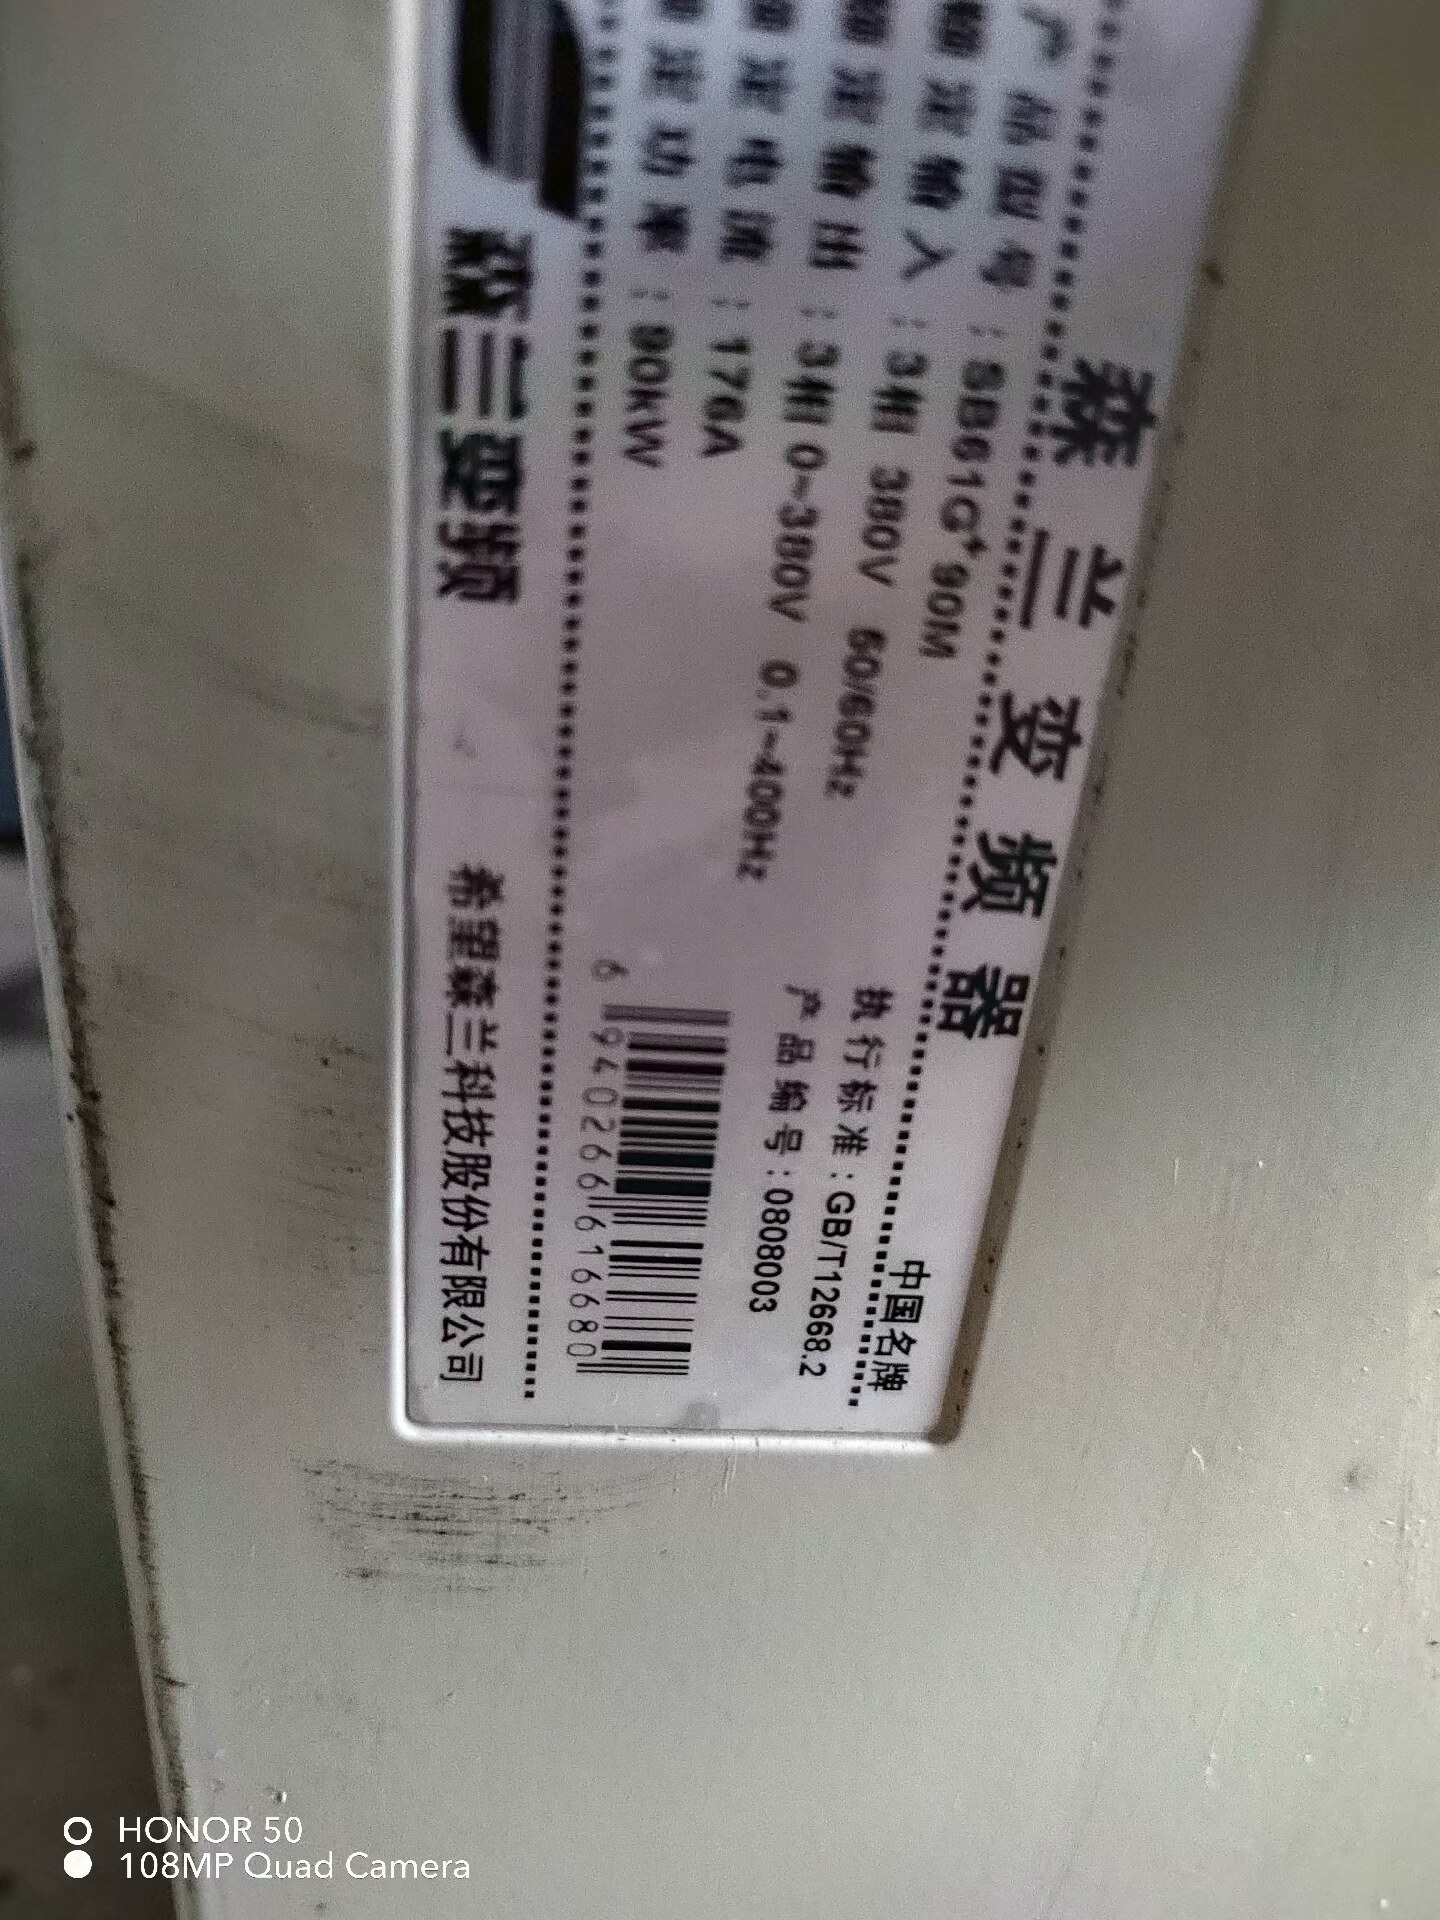 森兰变频器
中国名牌
产品型号:SB61G+90M
额定输入:3相 380V 50/60Hz
执行标准:GB/T12668.2
额定输出:3相 0~380V 0.1~400Hz
产品编号:0808003
额定电流:176A
额定功率:90kW
6 940266 616680
森兰变频
希望森兰科技股份有限公司
HONOR 50
108MP Quad Camera